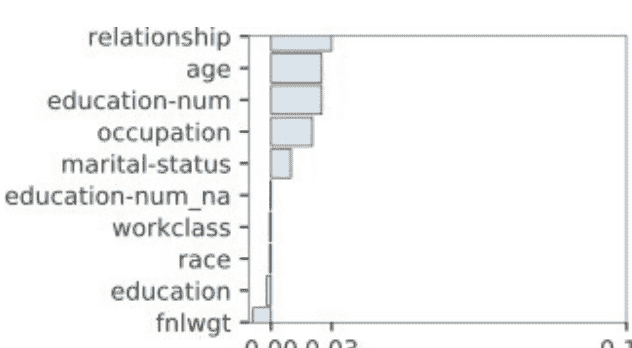 relationship
age
education-num
occupation
marital-status
education-num_na
workclass
race
education
fnlwgt